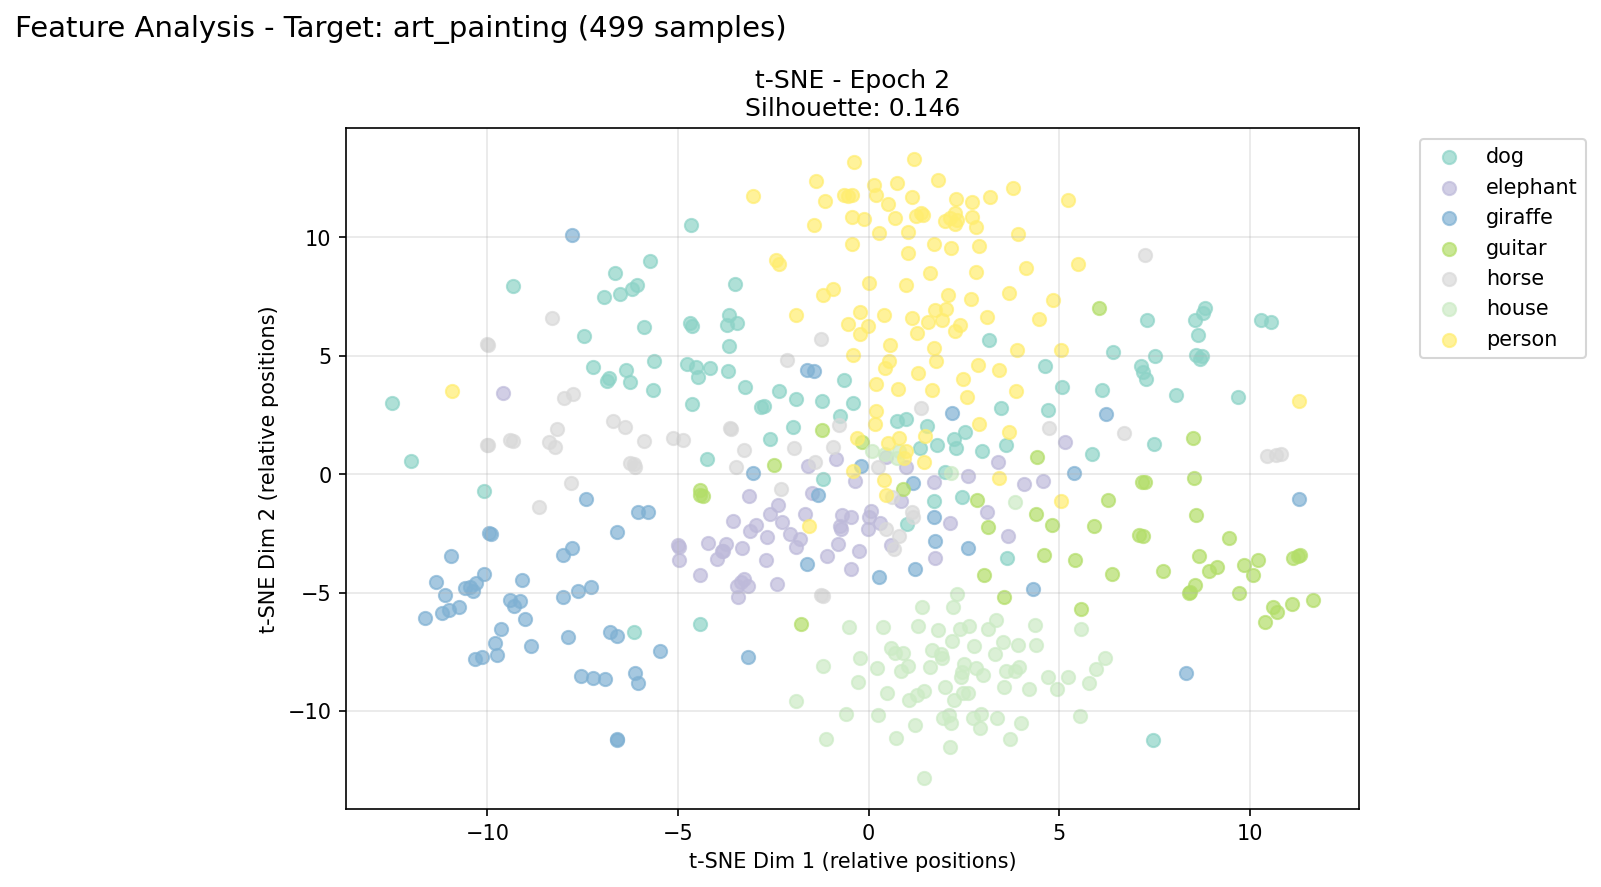 Feature Analysis - Target: art_painting (499 samples)
t-SNE - Epoch 2
Silhouette: 0.146
dog
elephant
giraffe
guitar
horse
house
person
10
5
0
−5
−10
t-SNE Dim 2 (relative positions)
−10
−5
0
5
10
t-SNE Dim 1 (relative positions)